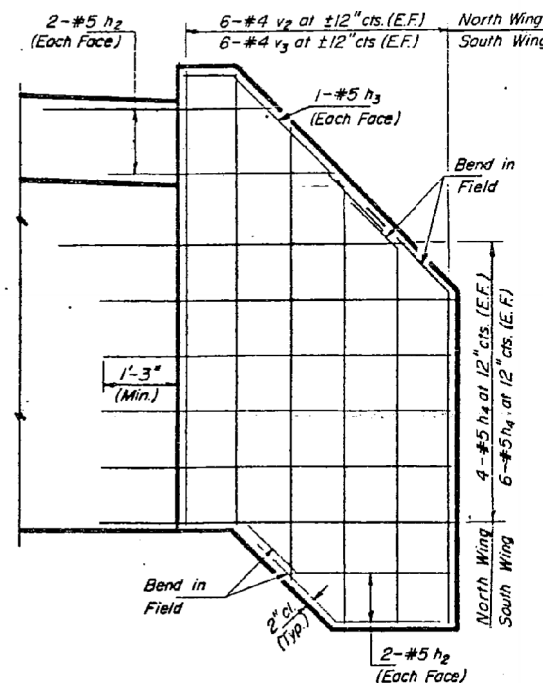 2-#5 h2
(Each Face)
6-#4 v2 at ±12" cts. (E.F.)
6-#4 v3 at ±12" cts (E.F.)
North Wing
South Wing
1-#5 h3
(Each Face)
Bend in
Field
1'-3"
(Min.)
4-#5 h4 at 12" cts. (E.F.)
6-#5 h4 at 12" cts. (E.F.)
North Wing
South Wing
Bend in
Field
2" cl.
(Typ.)
2-#5 h2
(Each Face)